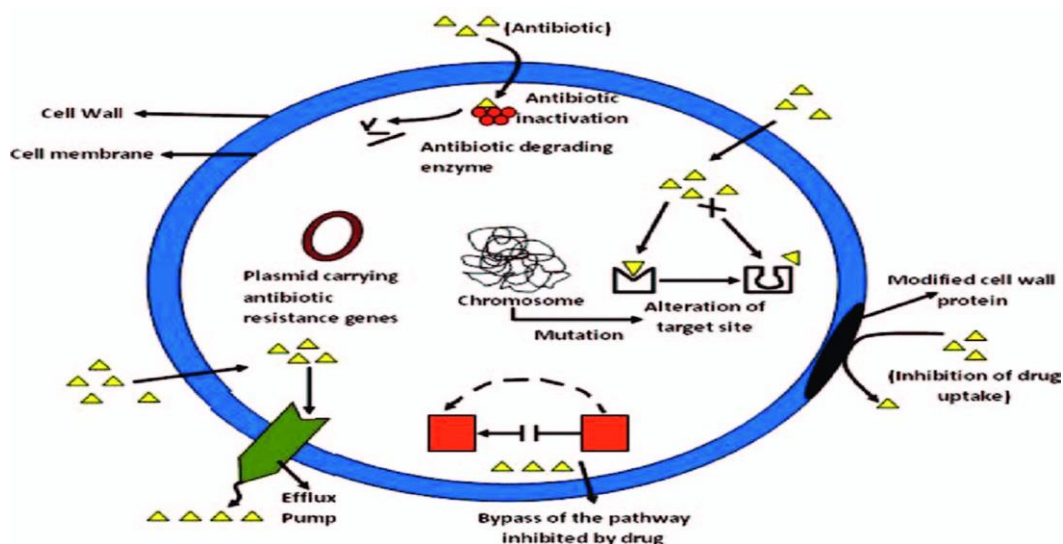 (Antibiotic)
Antibiotic
inactivation
Cell Wall
Cell membrane
Antibiotic degrading
enzyme
Plasmid carrying
antibiotic
resistance genes
Chromosome
Mutation
Alteration of
target site
Modified cell wall
protein
(Inhibition of drug
uptake)
Efflux
Pump
Bypass of the pathway
inhibited by drug